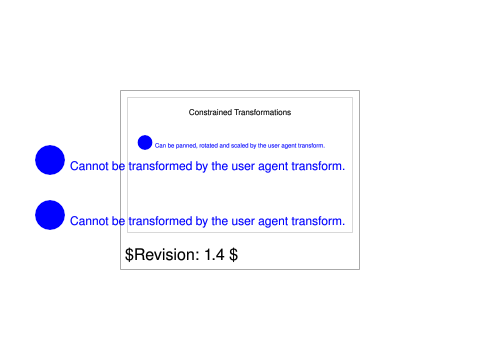 Constrained Transformations
Can be panned, rotated and scaled by the user agent transform.
Cannot be transformed by the user agent transform.
Cannot be transformed by the user agent transform.
$Revision: 1.4 $